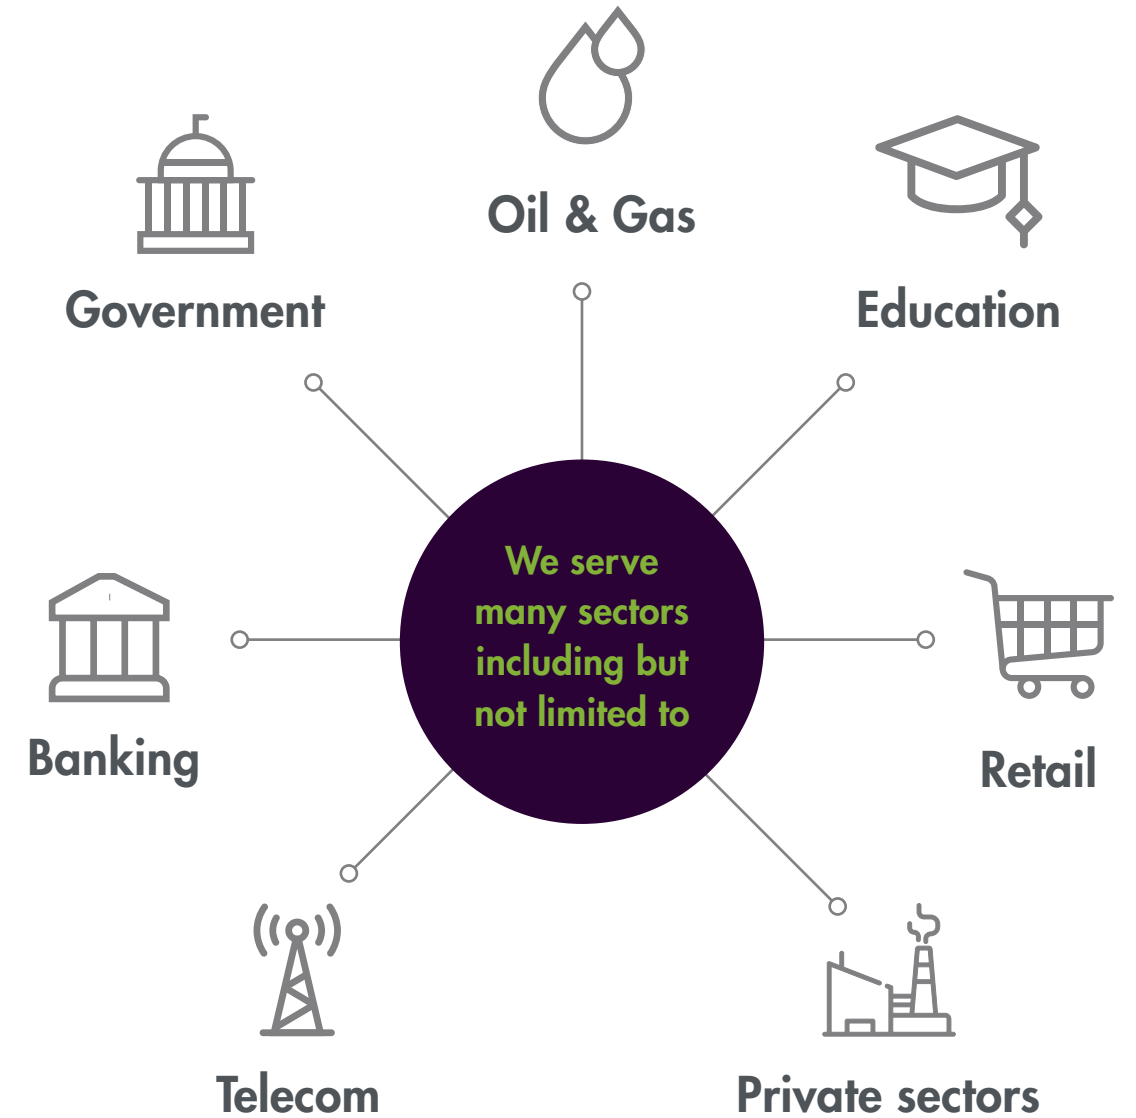 Oil & Gas
Government
Education
We serve
many sectors
including but
not limited to
Banking
Retail
Telecom
Private sectors